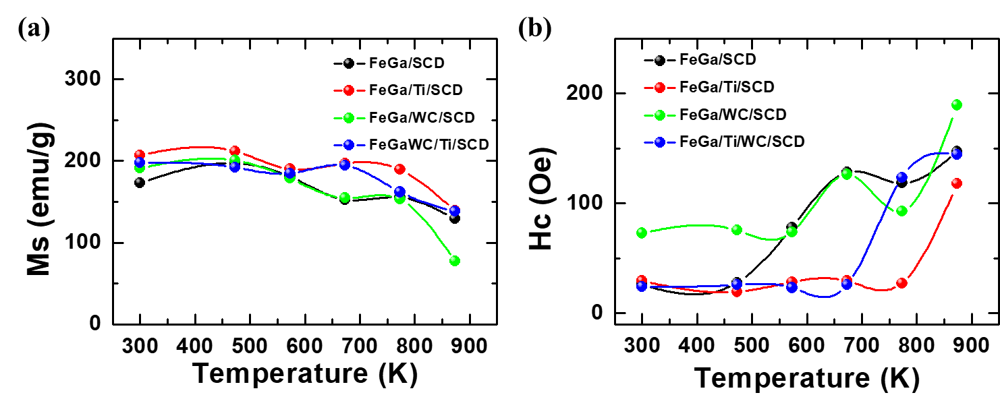 (a)
300
200
100
0
Ms (emu/g)
FeGa/SCD
FeGa/Ti/SCD
FeGa/WC/SCD
FeGaWC/Ti/SCD
300 400 500 600 700 800 900
Temperature (K)
(b)
200
100
0
Hc (Oe)
FeGa/SCD
FeGa/Ti/SCD
FeGa/WC/SCD
FeGa/Ti/WC/SCD
300 400 500 600 700 800 900
Temperature (K)